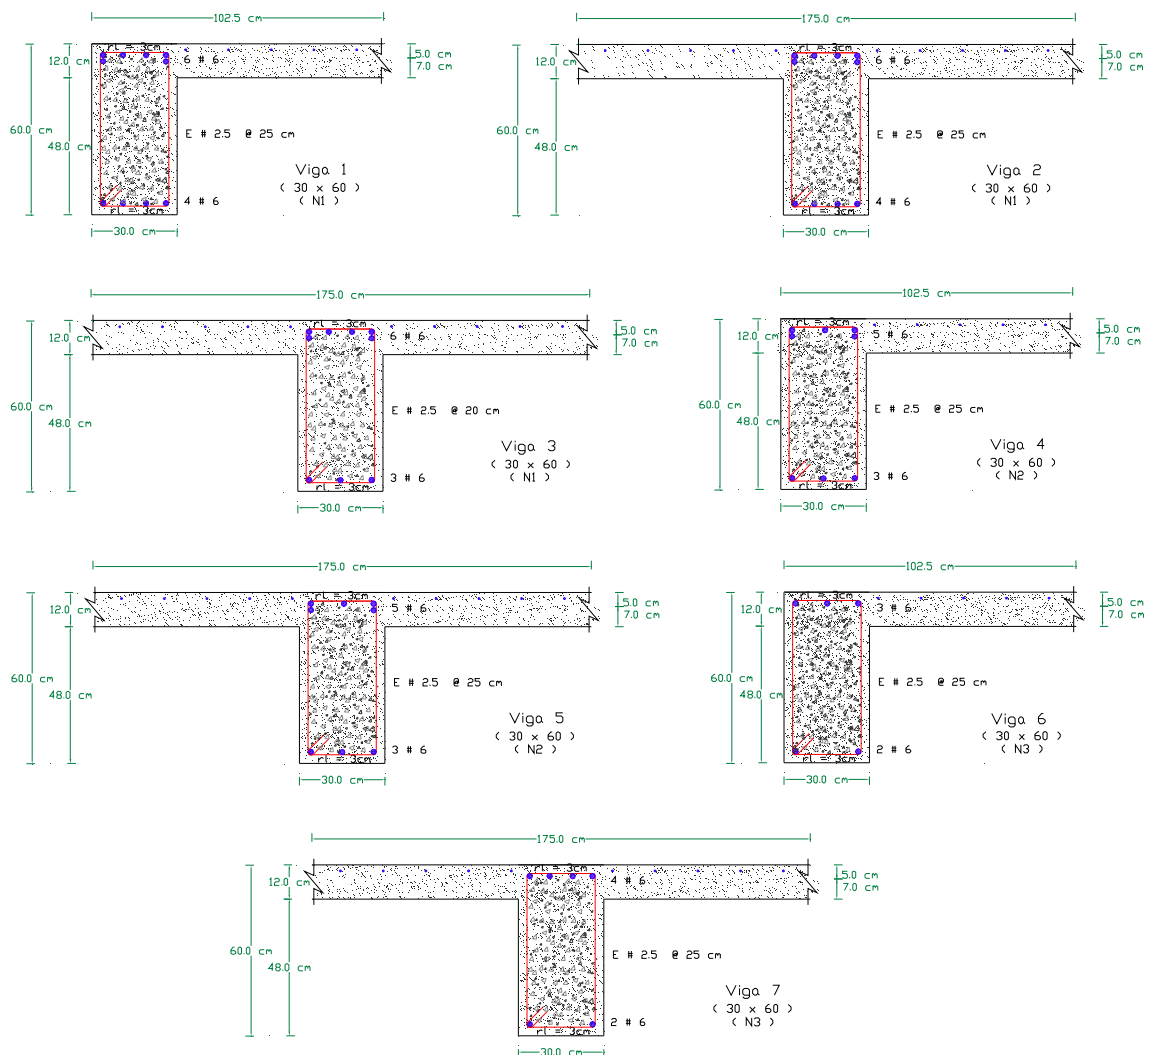 102.5 cm
rl = 3cm
6 # 6
5.0 cm
7.0 cm
12.0 cm
60.0 cm
48.0 cm
E # 2.5 @ 25 cm
Viga 1
( 30 x 60 )
( N1 )
4 # 6
rl = 3cm
30.0 cm
175.0 cm
rl = 3cm
6 # 6
5.0 cm
7.0 cm
12.0 cm
60.0 cm
48.0 cm
E # 2.5 @ 25 cm
Viga 2
( 30 x 60 )
( N1 )
4 # 6
rl = 3cm
30.0 cm
175.0 cm
rl = 3cm
6 # 6
5.0 cm
7.0 cm
12.0 cm
60.0 cm
48.0 cm
E # 2.5 @ 20 cm
Viga 3
( 30 x 60 )
( N1 )
3 # 6
rl = 3cm
30.0 cm
102.5 cm
rl = 3cm
5 # 6
5.0 cm
7.0 cm
12.0 cm
60.0 cm
48.0 cm
E # 2.5 @ 25 cm
Viga 4
( 30 x 60 )
( N2 )
3 # 6
rl = 3cm
30.0 cm
175.0 cm
rl = 3cm
5 # 6
5.0 cm
7.0 cm
12.0 cm
60.0 cm
48.0 cm
E # 2.5 @ 25 cm
Viga 5
( 30 x 60 )
( N2 )
3 # 6
rl = 3cm
30.0 cm
102.5 cm
rl = 3cm
3 # 6
5.0 cm
7.0 cm
12.0 cm
60.0 cm
48.0 cm
E # 2.5 @ 25 cm
Viga 6
( 30 x 60 )
( N3 )
2 # 6
rl = 3cm
30.0 cm
175.0 cm
rl = 3cm
4 # 6
5.0 cm
7.0 cm
12.0 cm
60.0 cm
48.0 cm
E # 2.5 @ 25 cm
Viga 7
( 30 x 60 )
( N3 )
2 # 6
rl = 3cm
30.0 cm